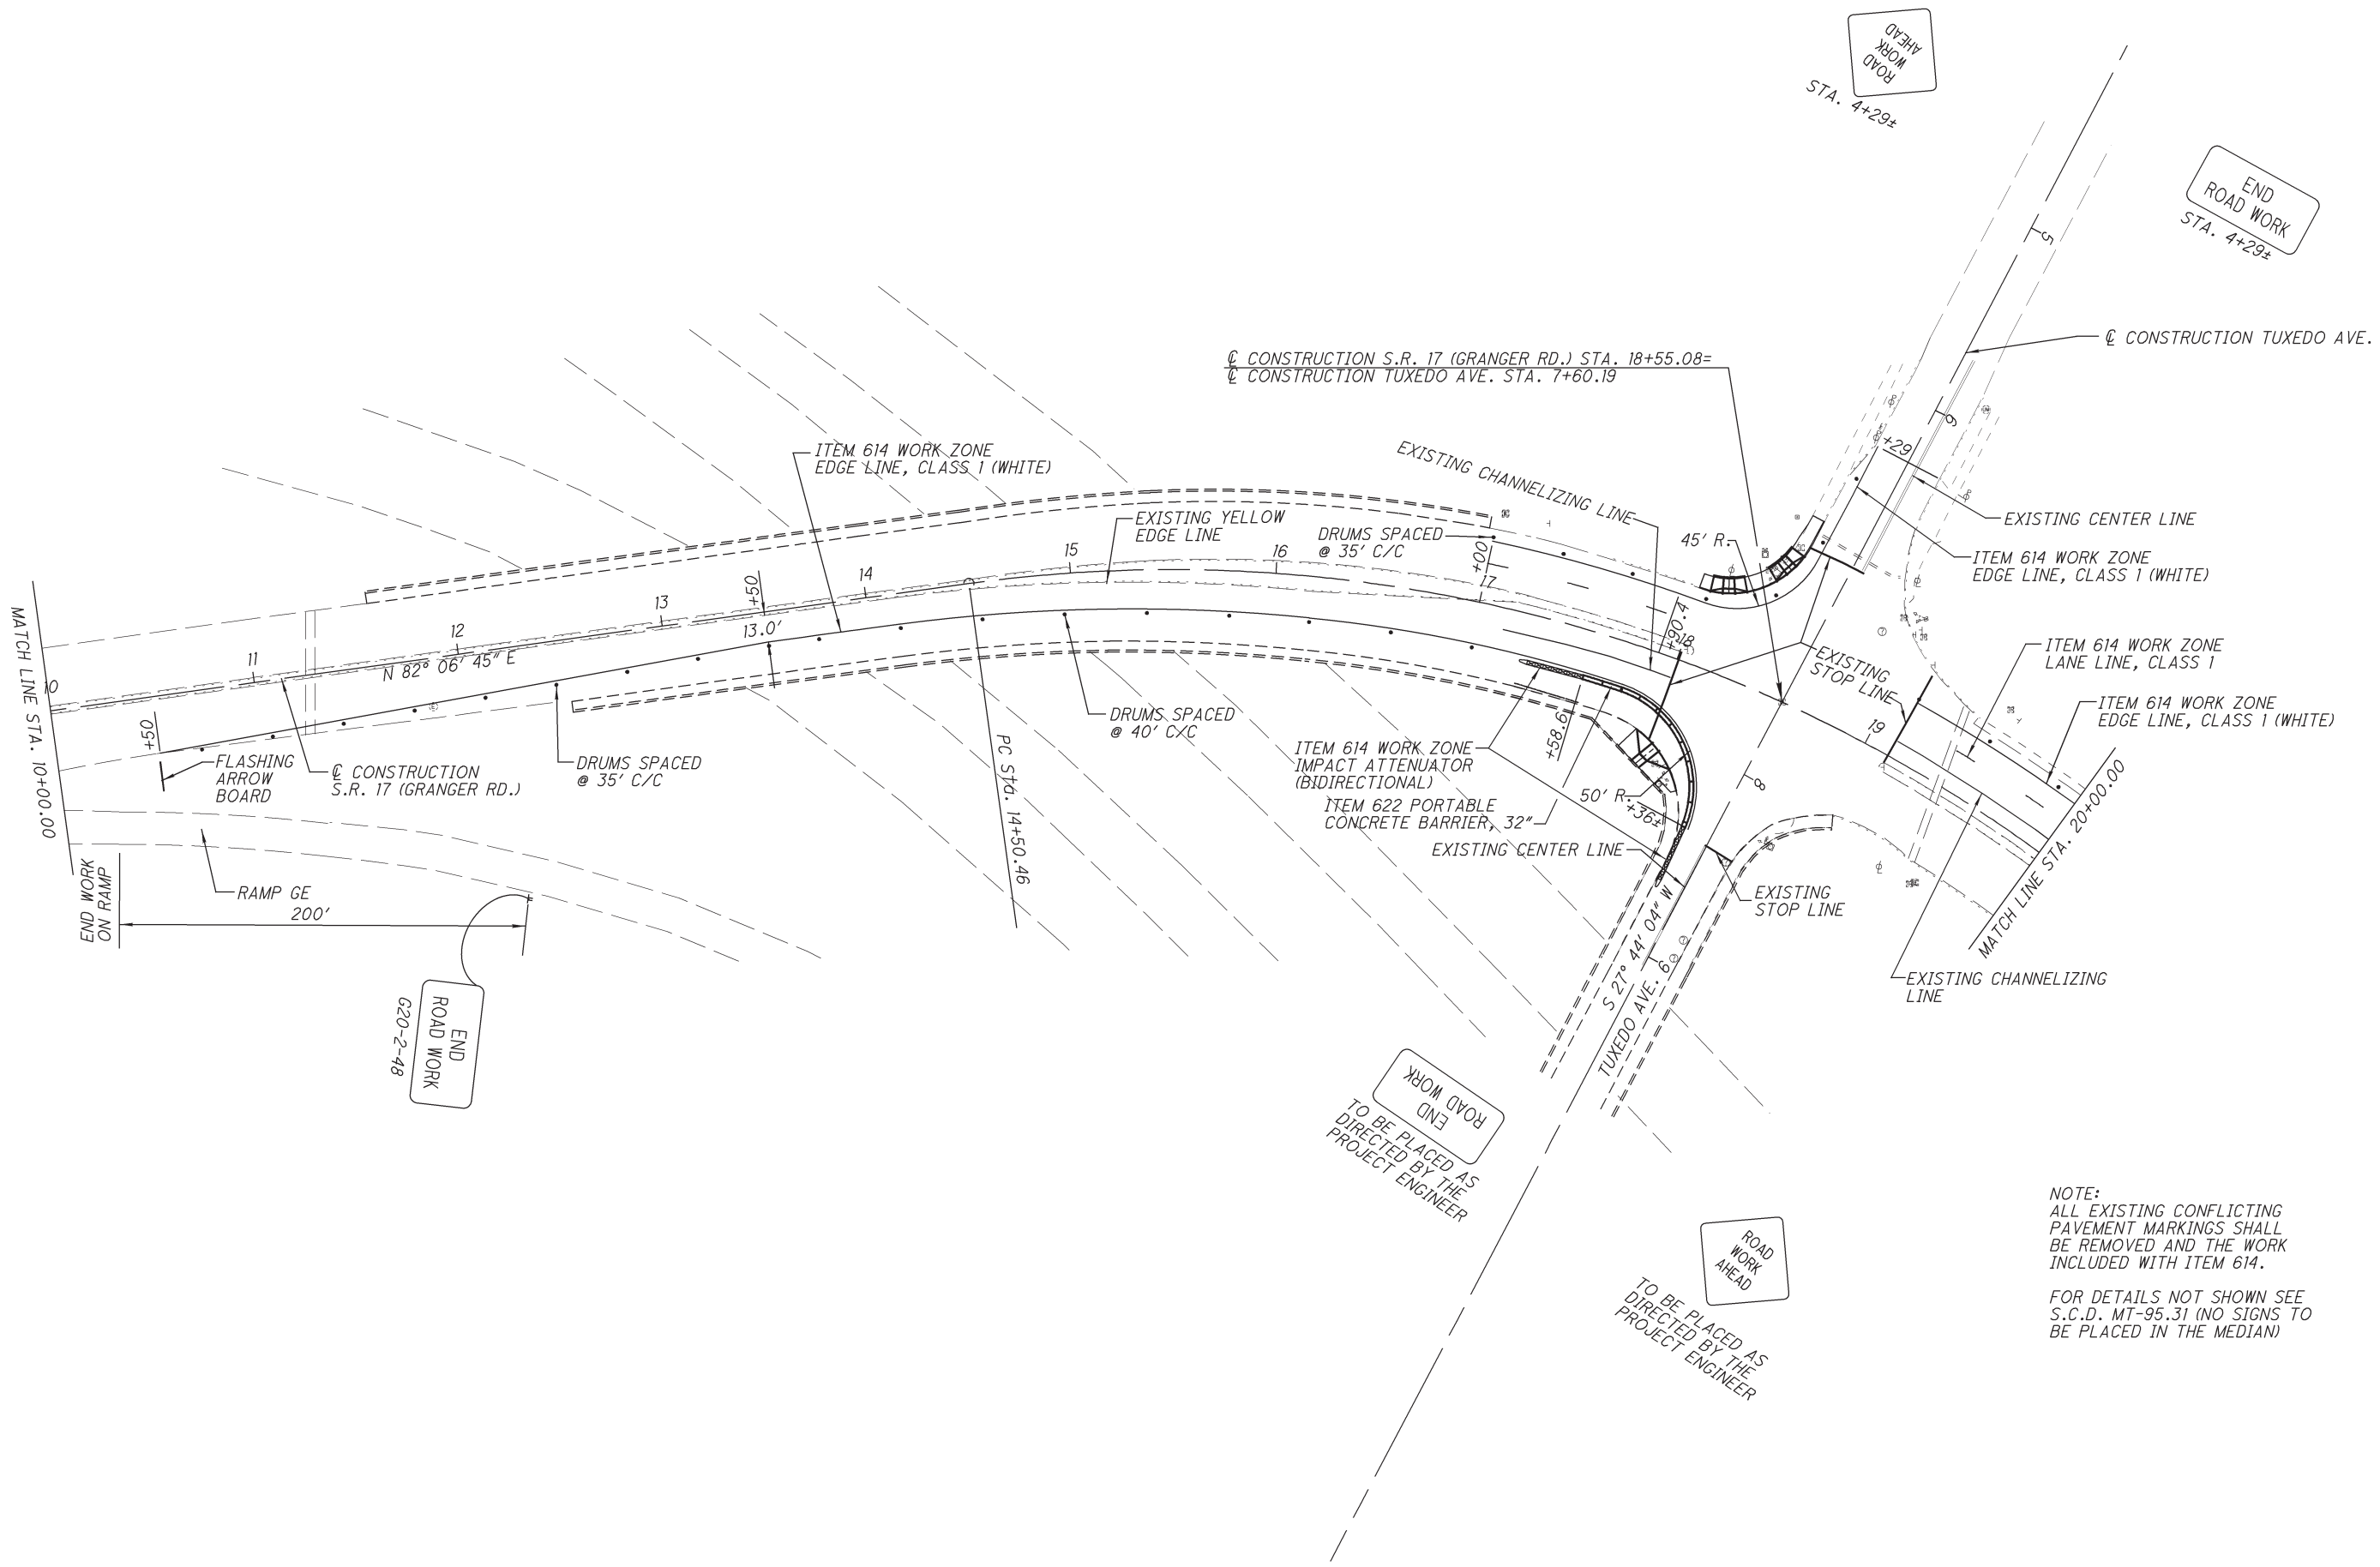 ROAD
WORK
AHEAD
STA. 4+29±
END
ROAD WORK
STA. 4+29±
5
℄ CONSTRUCTION TUXEDO AVE.
℄ CONSTRUCTION S.R. 17 (GRANGER RD.) STA. 18+55.08=
℄ CONSTRUCTION TUXEDO AVE. STA. 7+60.19
6
+29
ITEM 614 WORK ZONE
EDGE LINE, CLASS 1 (WHITE)
EXISTING CHANNELIZING LINE
EXISTING YELLOW
EDGE LINE
DRUMS SPACED
@ 35' C/C
45' R.
EXISTING CENTER LINE
ITEM 614 WORK ZONE
EDGE LINE, CLASS 1 (WHITE)
+00
10
11
12
13
14
15
16
17
18
19
+50
13.0'
N 82° 06' 45" E
+90.4
MATCH LINE STA. 10+00.00
EXISTING
STOP LINE
ITEM 614 WORK ZONE
LANE LINE, CLASS 1
ITEM 614 WORK ZONE
EDGE LINE, CLASS 1 (WHITE)
+50
FLASHING
ARROW
BOARD
℄ CONSTRUCTION
S.R. 17 (GRANGER RD.)
DRUMS SPACED
@ 35' C/C
DRUMS SPACED
@ 40' C/C
PC Sta. 14+50.46
+58.6
ITEM 614 WORK ZONE
IMPACT ATTENUATOR
(BIDIRECTIONAL)
50' R.
+36±
ITEM 622 PORTABLE
CONCRETE BARRIER, 32"
EXISTING CENTER LINE
8
MATCH LINE STA. 20+00.00
EXISTING
STOP LINE
RAMP GE
END WORK
ON RAMP
200'
END
ROAD WORK
G20-2-48
S 27° 44' 04" W
TUXEDO AVE.
9
EXISTING CHANNELIZING
LINE
END
ROAD WORK
TO BE PLACED AS
DIRECTED BY THE
PROJECT ENGINEER
ROAD
WORK
AHEAD
TO BE PLACED AS
DIRECTED BY THE
PROJECT ENGINEER
NOTE:
ALL EXISTING CONFLICTING
PAVEMENT MARKINGS SHALL
BE REMOVED AND THE WORK
INCLUDED WITH ITEM 614.
FOR DETAILS NOT SHOWN SEE
S.C.D. MT-95.31 (NO SIGNS TO
BE PLACED IN THE MEDIAN)